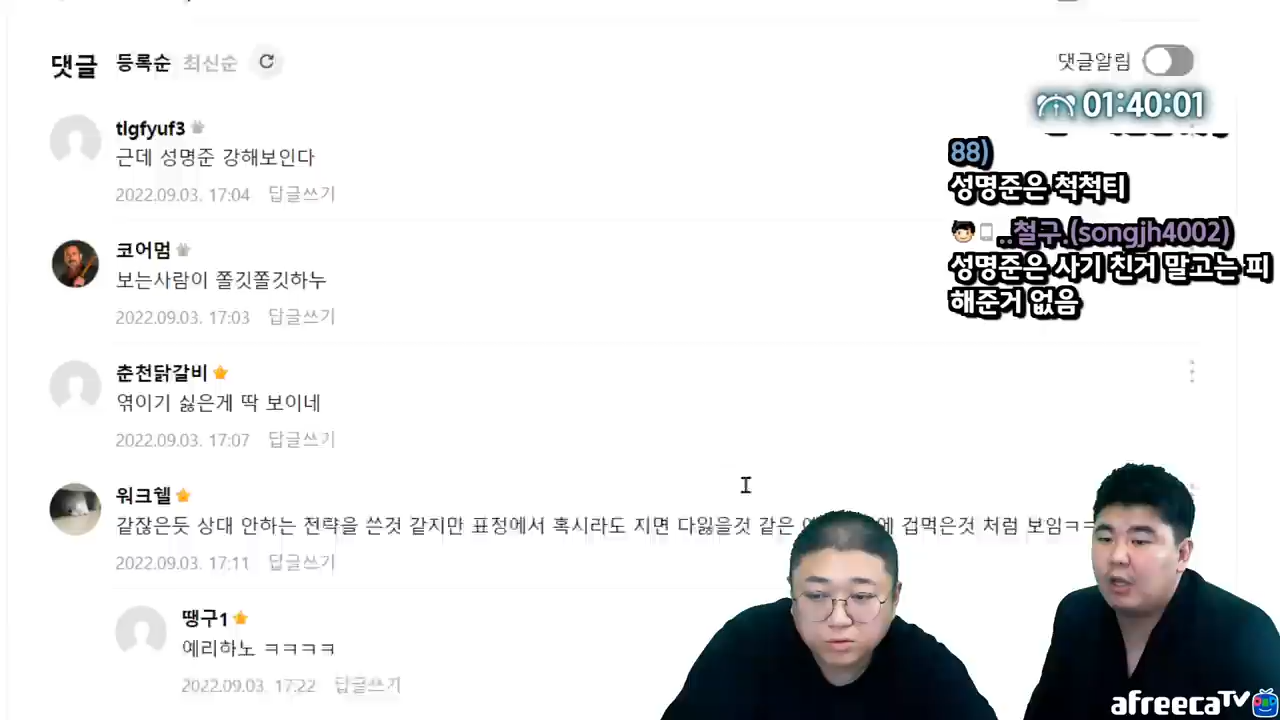 댓글 등록순 최신순
댓글알림
01:40:01
tlgfyuf3
근데 성명준 강해보인다
2022.09.03. 17:04 답글쓰기
88)
성명준은 척척티
..철구.(songjh4002)
성명준은 사기 친거 말고는 피
해준거 없음
코어멈
보는사람이 쫄깃쫄깃하누
2022.09.03. 17:03 답글쓰기
춘천닭갈비
엮이기 싫은게 딱 보이네
2022.09.03. 17:07 답글쓰기
워크웰
같잖은듯 상대 안하는 전략을 쓴것 같지만 표정에서 혹시라도 지면 다잃을것 같은 에 겁먹은것 처럼 보임ㅋㅋ
2022.09.03. 17:11 답글쓰기
땡구1
예리하노 ㅋㅋㅋㅋ
2022.09.03. 17:22 답글쓰기
afreecaTV